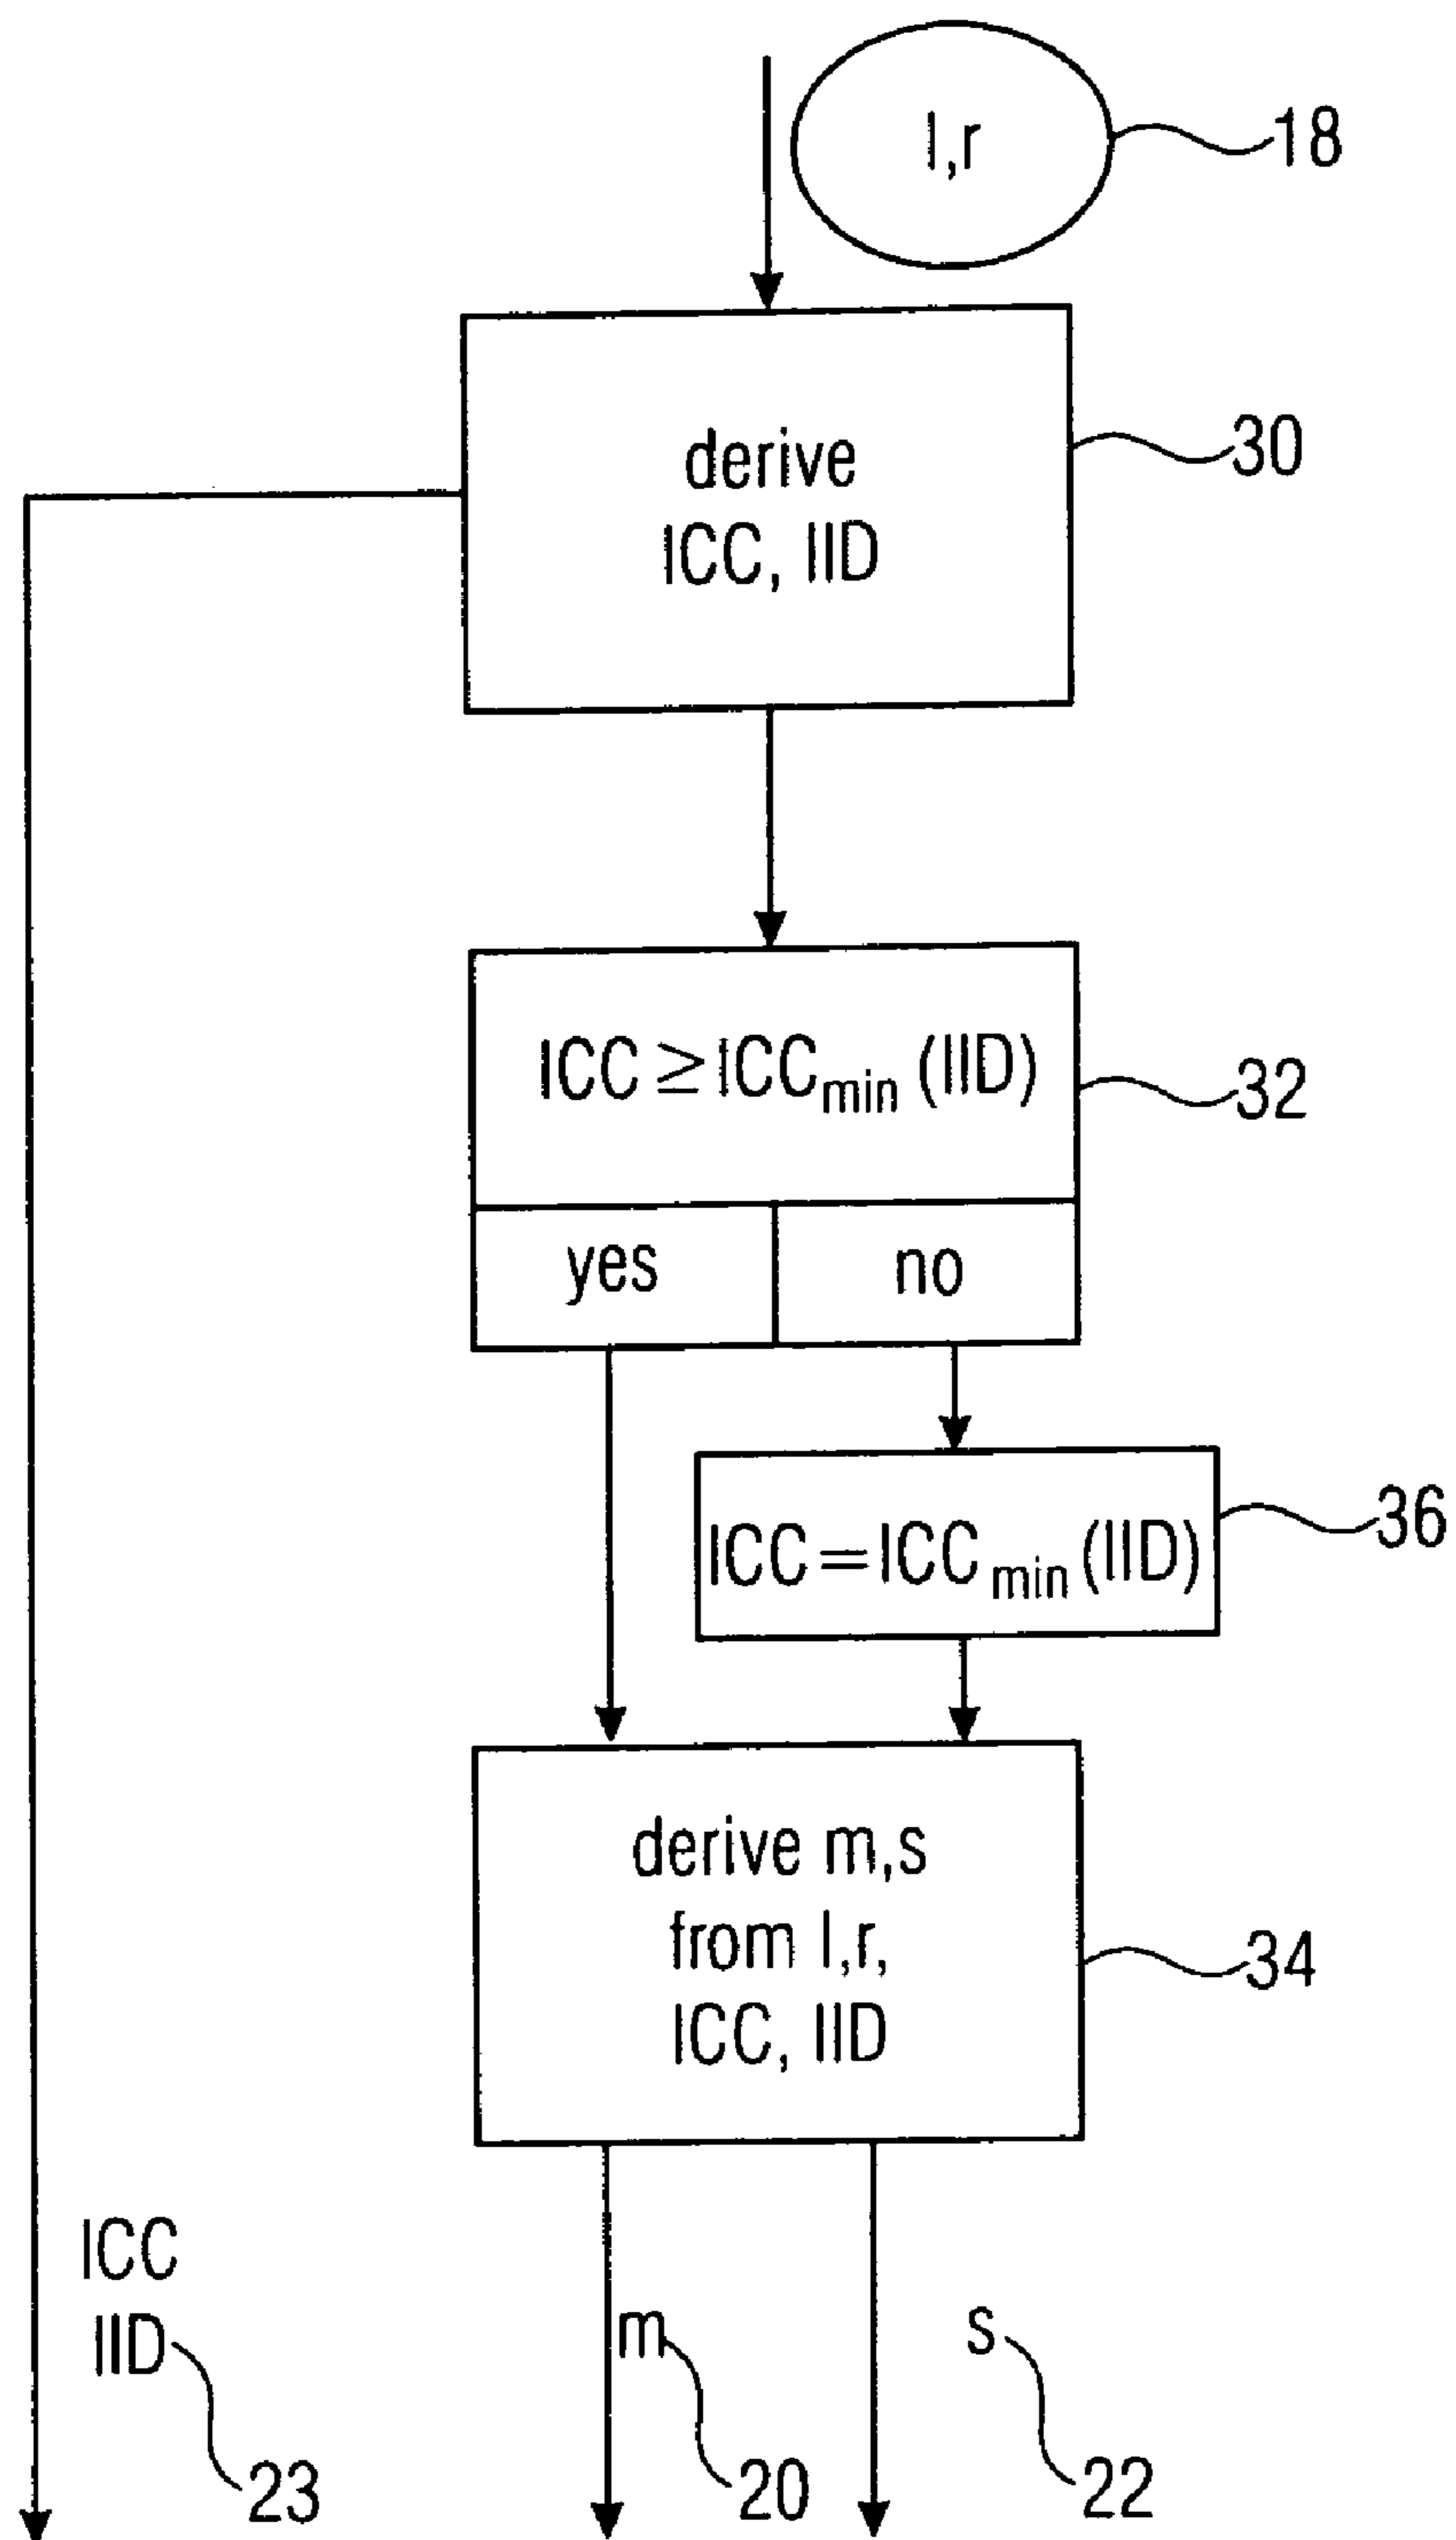 l,r
18
derive
ICC, IID
30
ICC ≥ ICCmin (IID)
32
yes
no
ICC = ICCmin (IID)
36
derive m,s
from l,r,
ICC, IID
34
ICC
IID
m
s
23
20
22